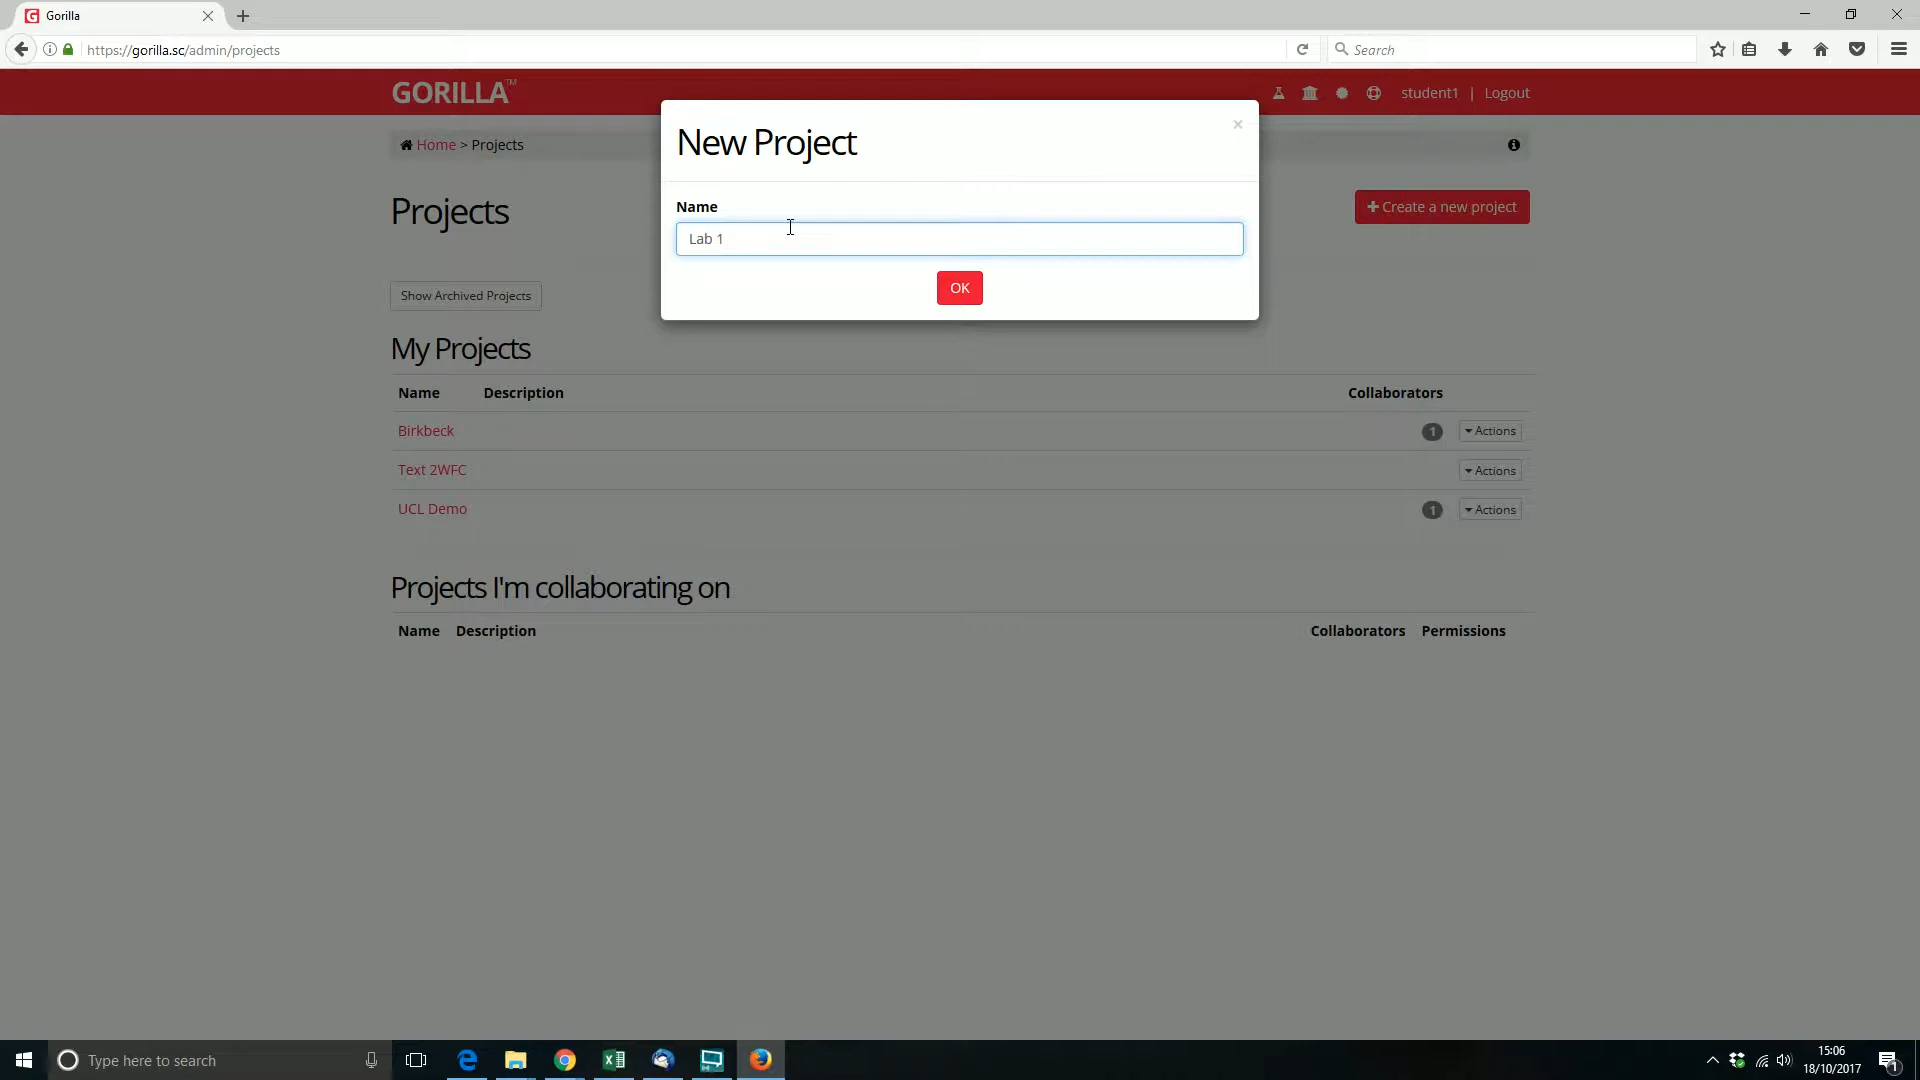 Gorilla
https://gorilla.sc/admin/projects
Search
GORILLA™
student1 | Logout
Home > Projects
New Project
×
Projects
Create a new project
Name
Lab 1
OK
Show Archived Projects
My Projects
Name Description Collaborators
Birkbeck 1 Actions
Text 2WFC Actions
UCL Demo 1 Actions
Projects I'm collaborating on
Name Description Collaborators Permissions
Type here to search
15:06
18/10/2017
1